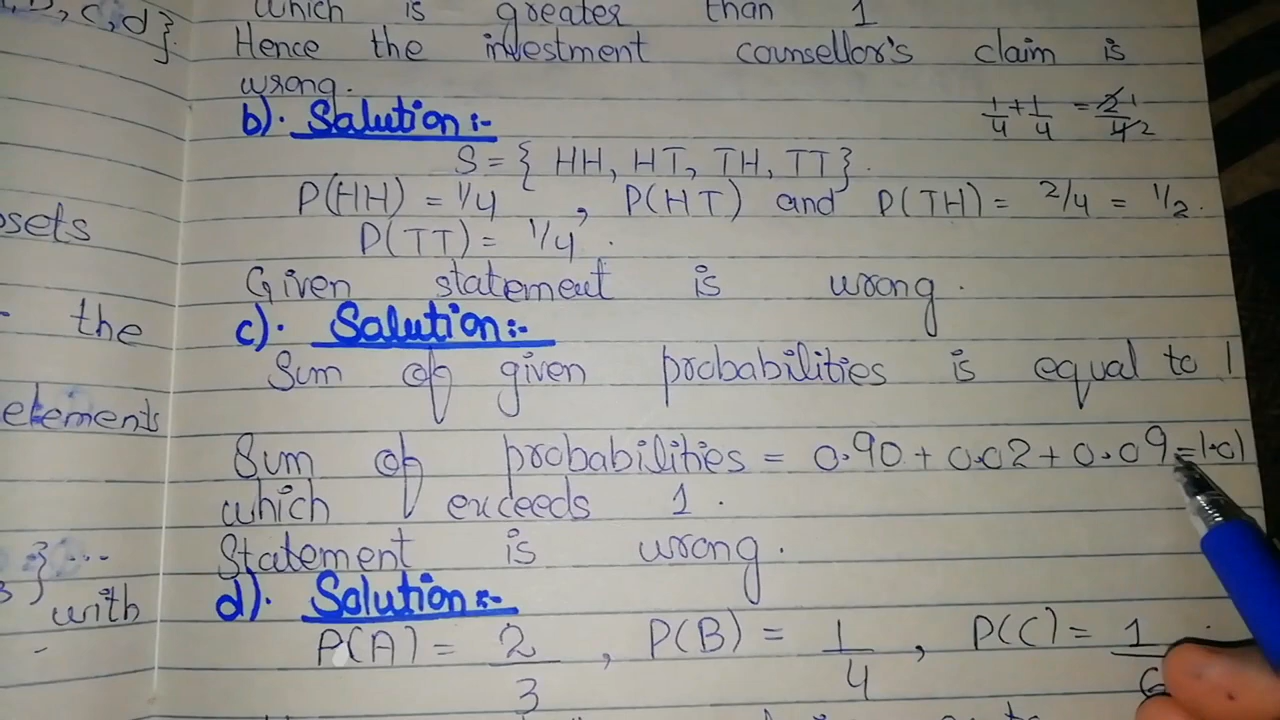 c, d}.
which is greater than 1
Hence the investment counsellor's claim is
wrong.
1/4 + 1/4 = 2/4 1 2
b). Salution:-
S = { HH, HT, TH, TT}.
P(HH) = 1/4 , P(HT) and P(TH) = 2/4 = 1/2.
P(TT) = 1/4 .
Given statement is wrong.
c). Salution:-
Sum of given probabilities is equal to 1
Sum of probabilities = 0.90 + 0.02 + 0.09 = 1.01
which exceeds 1.
Statement is wrong.
d). Solution:-
P(A) = 2/3 , P(B) = 1/4 , P(C) = 1/6
the
elements
} ...
with
-